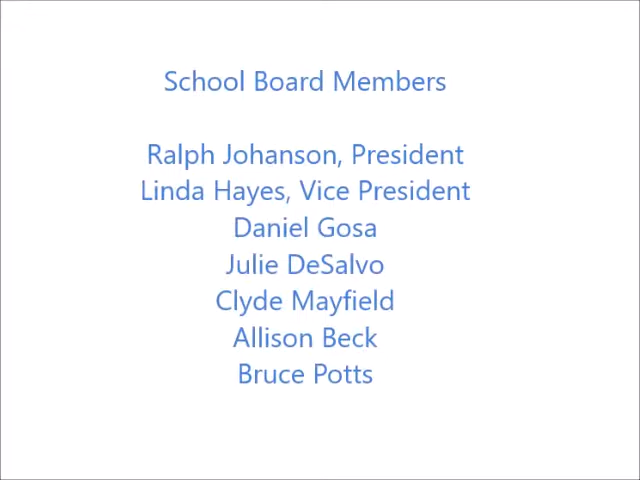 School Board Members
Ralph Johanson, President
Linda Hayes, Vice President
Daniel Gosa
Julie DeSalvo
Clyde Mayfield
Allison Beck
Bruce Potts